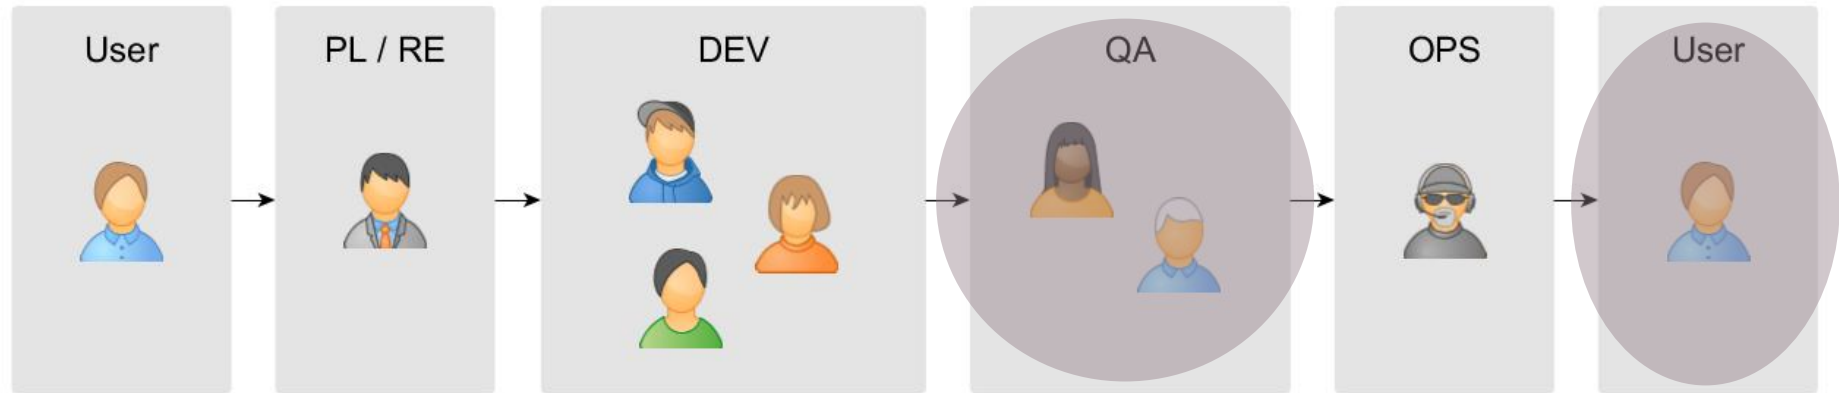 User
PL / RE
DEV
QA
OPS
User